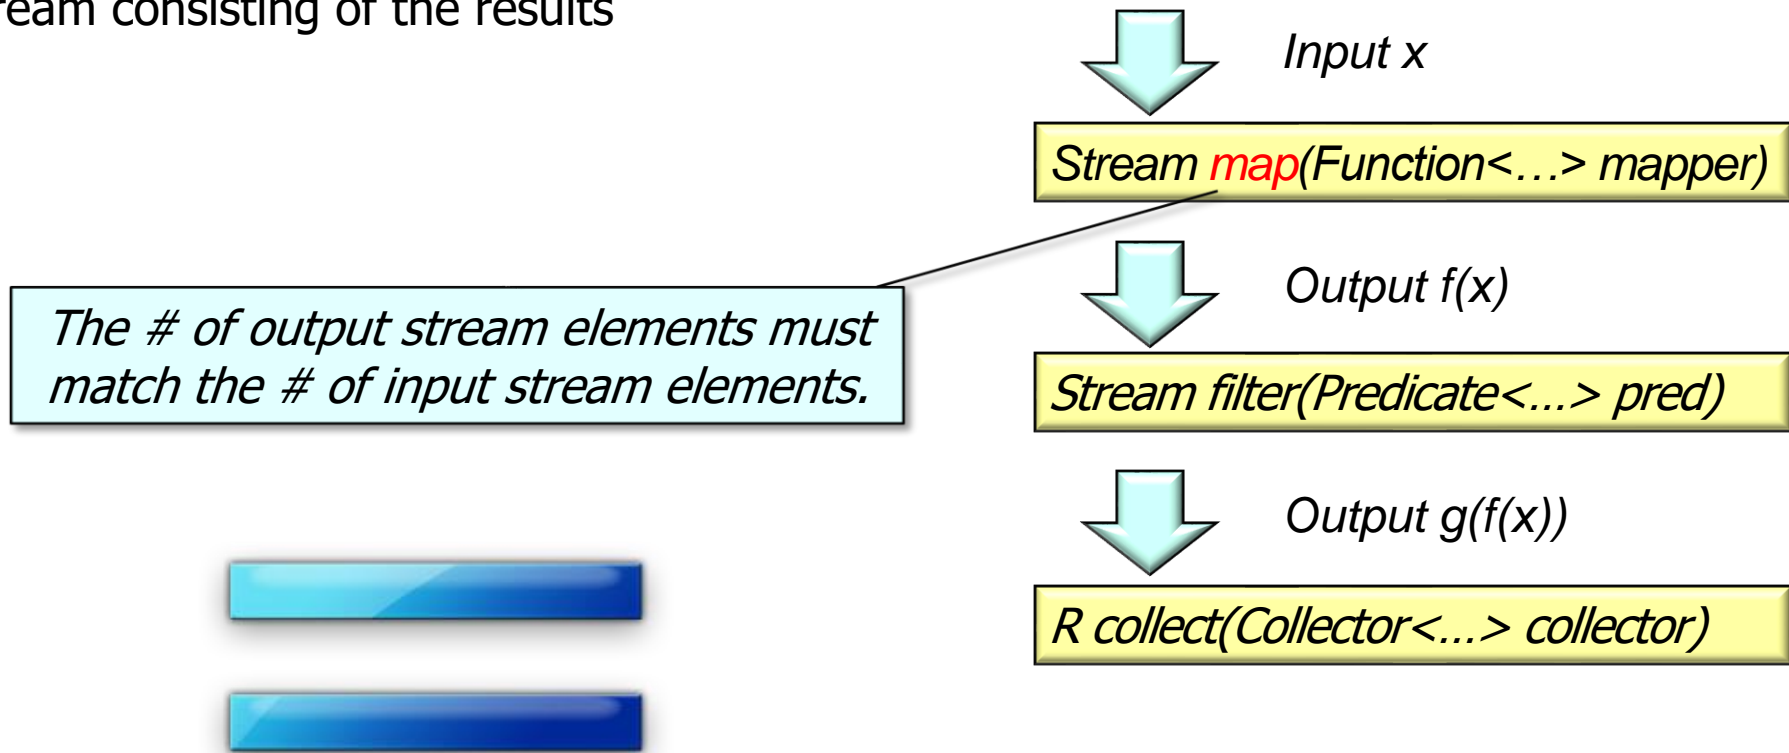 ream consisting of the results
Input x
Stream map(Function<…> mapper)
The # of output stream elements must
match the # of input stream elements.
Output f(x)
Stream filter(Predicate<...> pred)
Output g(f(x))
R collect(Collector<...> collector)